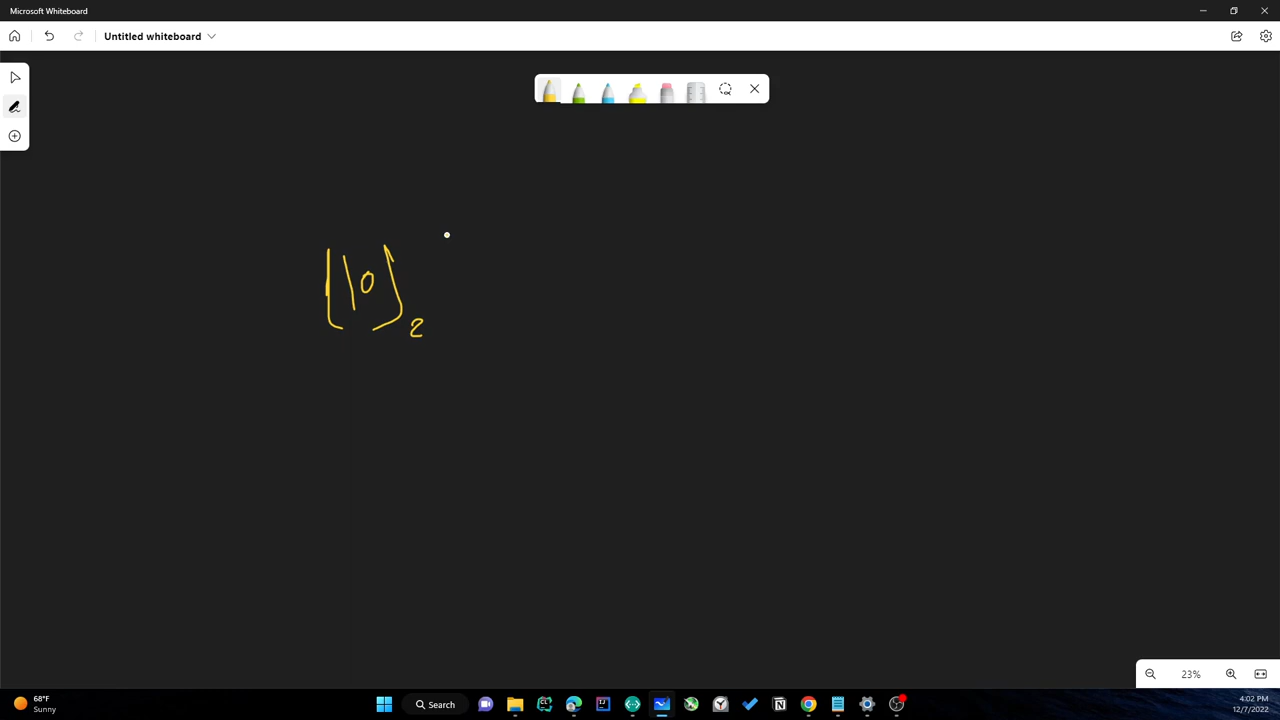 Microsoft Whiteboard
Untitled whiteboard
(10)2
23%
68°F
Sunny
Search
4:02 PM
12/7/2022